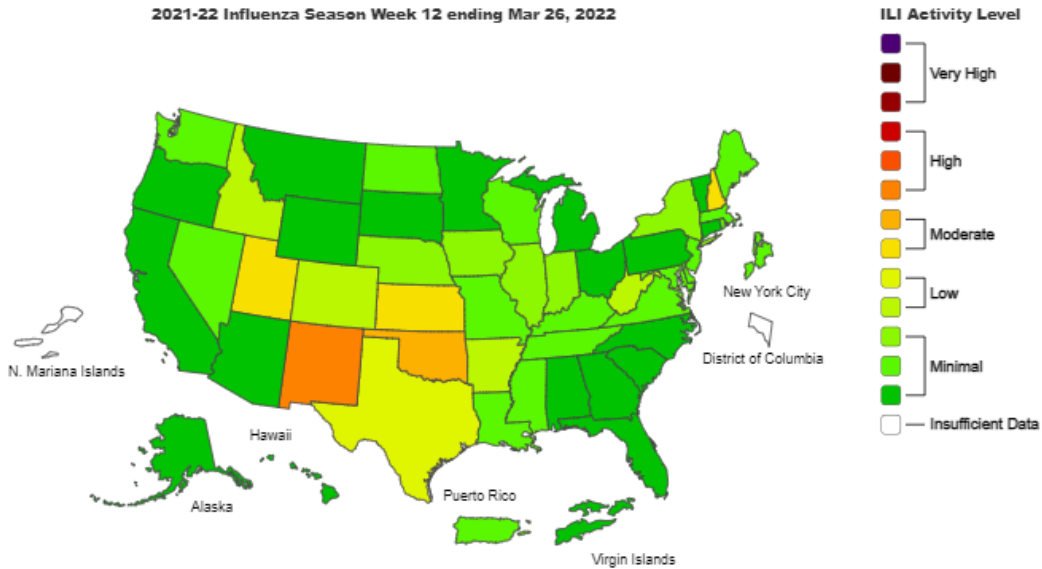 2021-22 Influenza Season Week 12 ending Mar 26, 2022
ILI Activity Level
Very High
High
Moderate
Low
Minimal
Insufficient Data
New York City
District of Columbia
N. Mariana Islands
Hawaii
Alaska
Puerto Rico
Virgin Islands